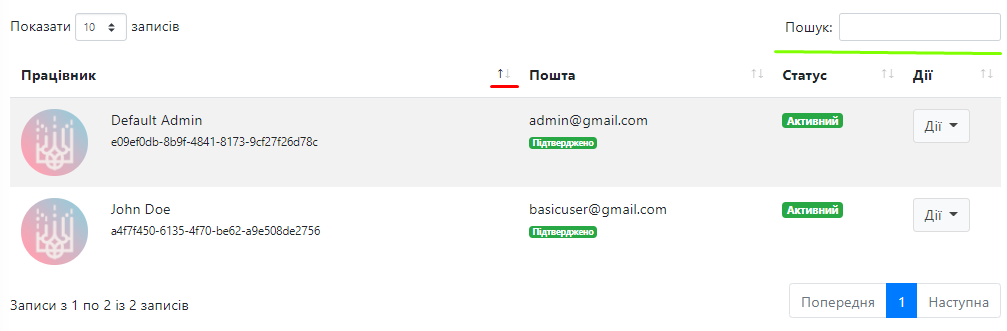 Показати 10 записів Пошук:
Працівник Пошта Статус Дії
Default Admin admin@gmail.com Активний Дії
e09ef0db-8b9f-4841-8173-9cf27f26d78c Підтверджено
John Doe basicuser@gmail.com Активний Дії
a4f7f450-6135-4f70-be62-a9e508de2756 Підтверджено
Записи з 1 по 2 із 2 записів Попередня 1 Наступна